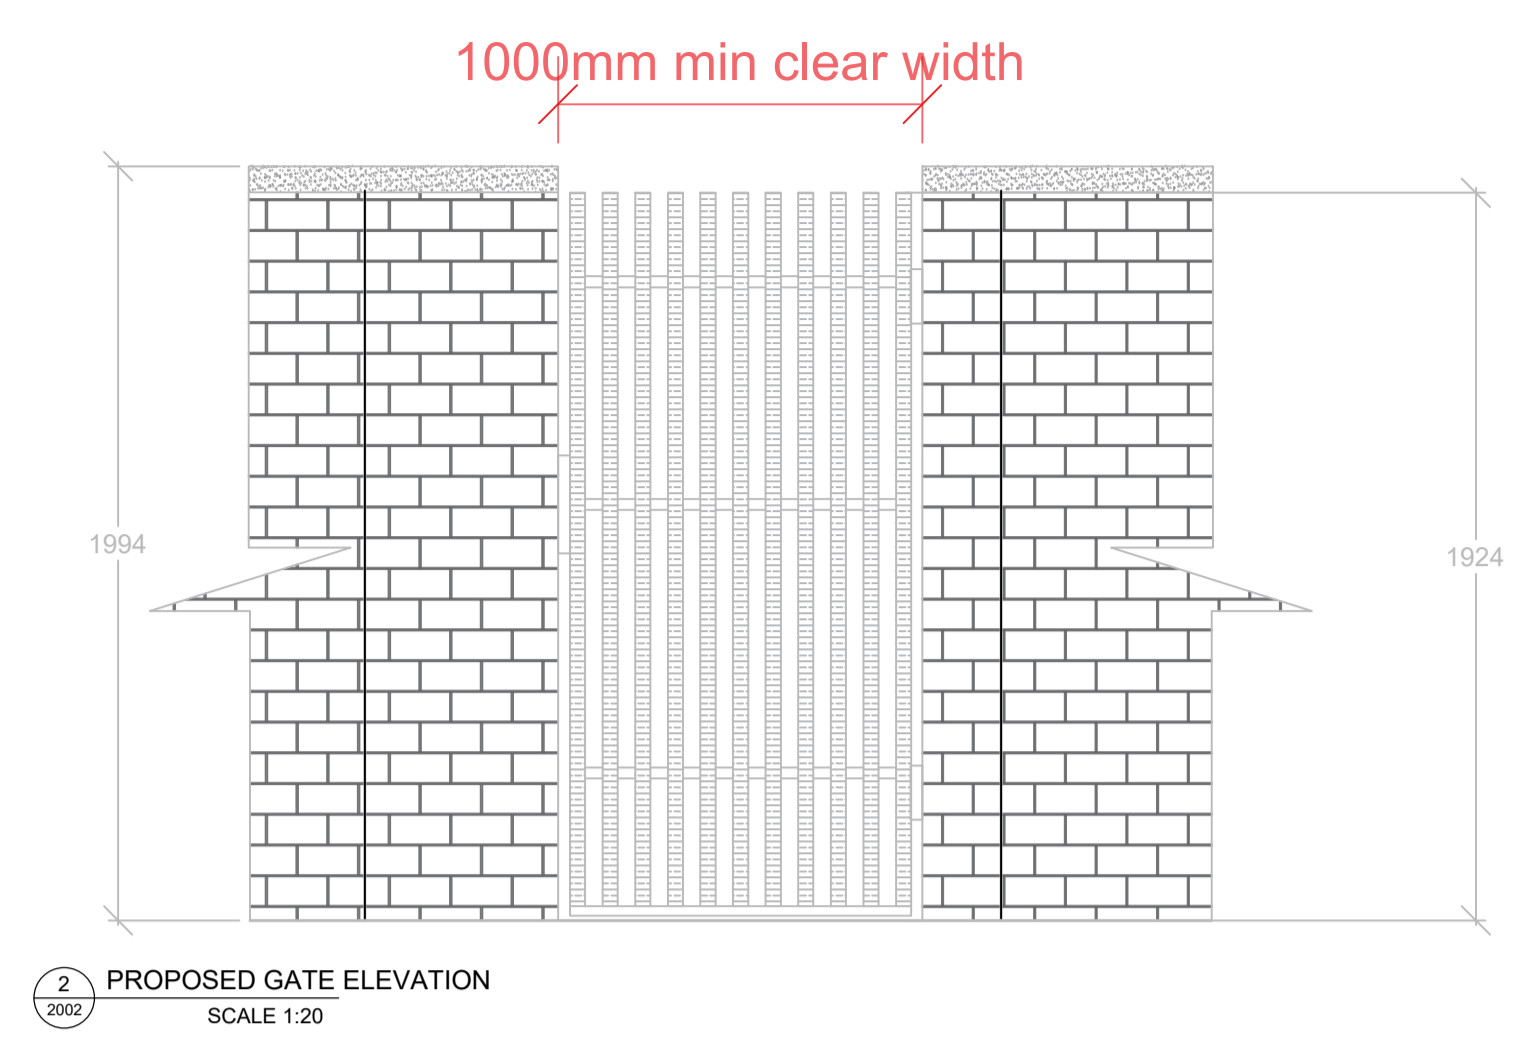 1000mm min clear width
1994
1924
2
2002
PROPOSED GATE ELEVATION
SCALE 1:20